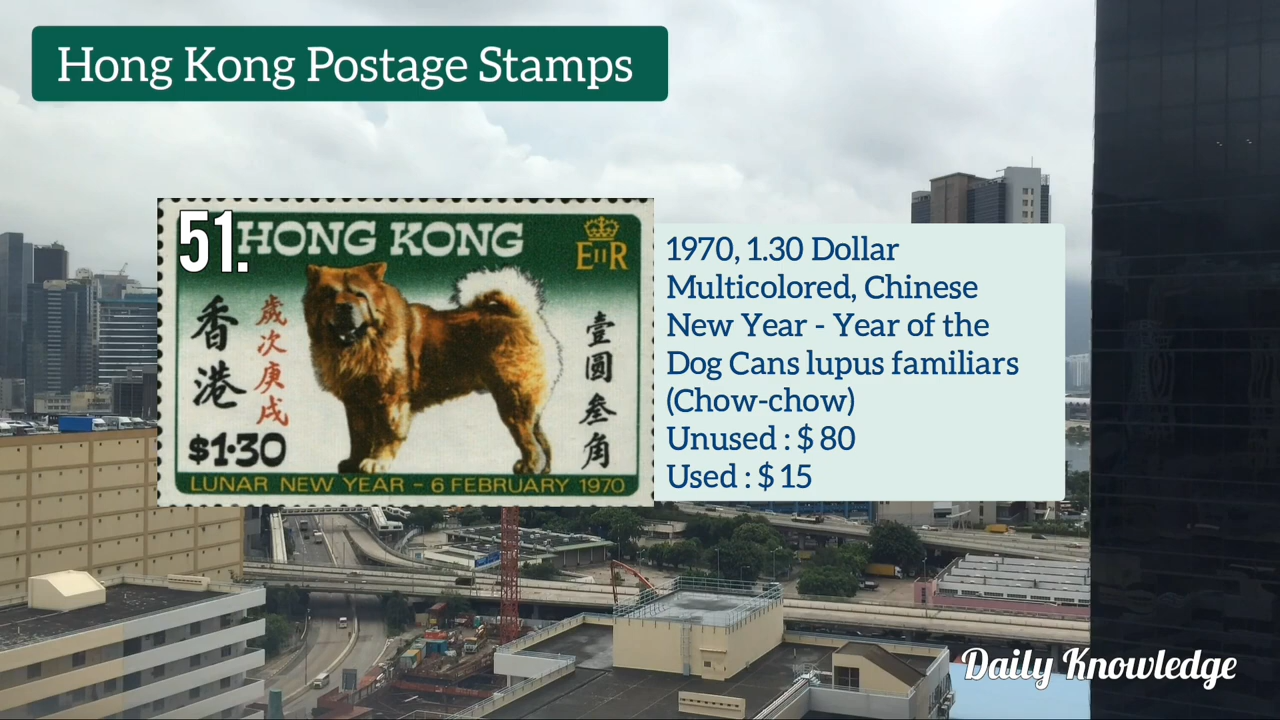 Hong Kong Postage Stamps
51.
HONG KONG
EIIR
香港
歲次庚戌
壹圓叁角
$1·30
LUNAR NEW YEAR - 6 FEBRUARY 1970
1970, 1.30 Dollar
Multicolored, Chinese
New Year - Year of the
Dog Cans lupus familiars
(Chow-chow)
Unused : $ 80
Used : $ 15
Daily Knowledge